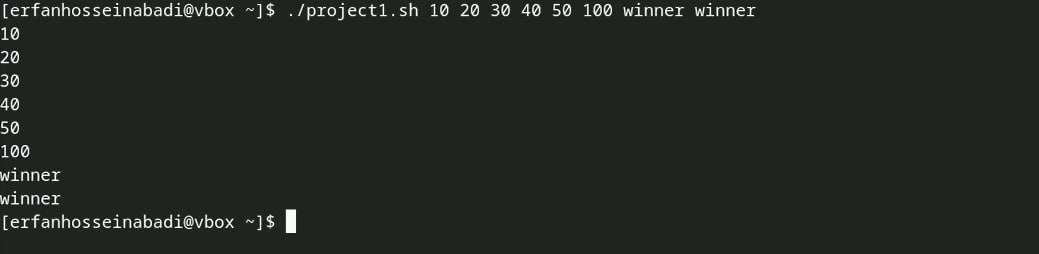 [erfanhosseinabadi@vbox ~]$ ./project1.sh 10 20 30 40 50 100 winner winner
10
20
30
40
50
100
winner
winner
[erfanhosseinabadi@vbox ~]$